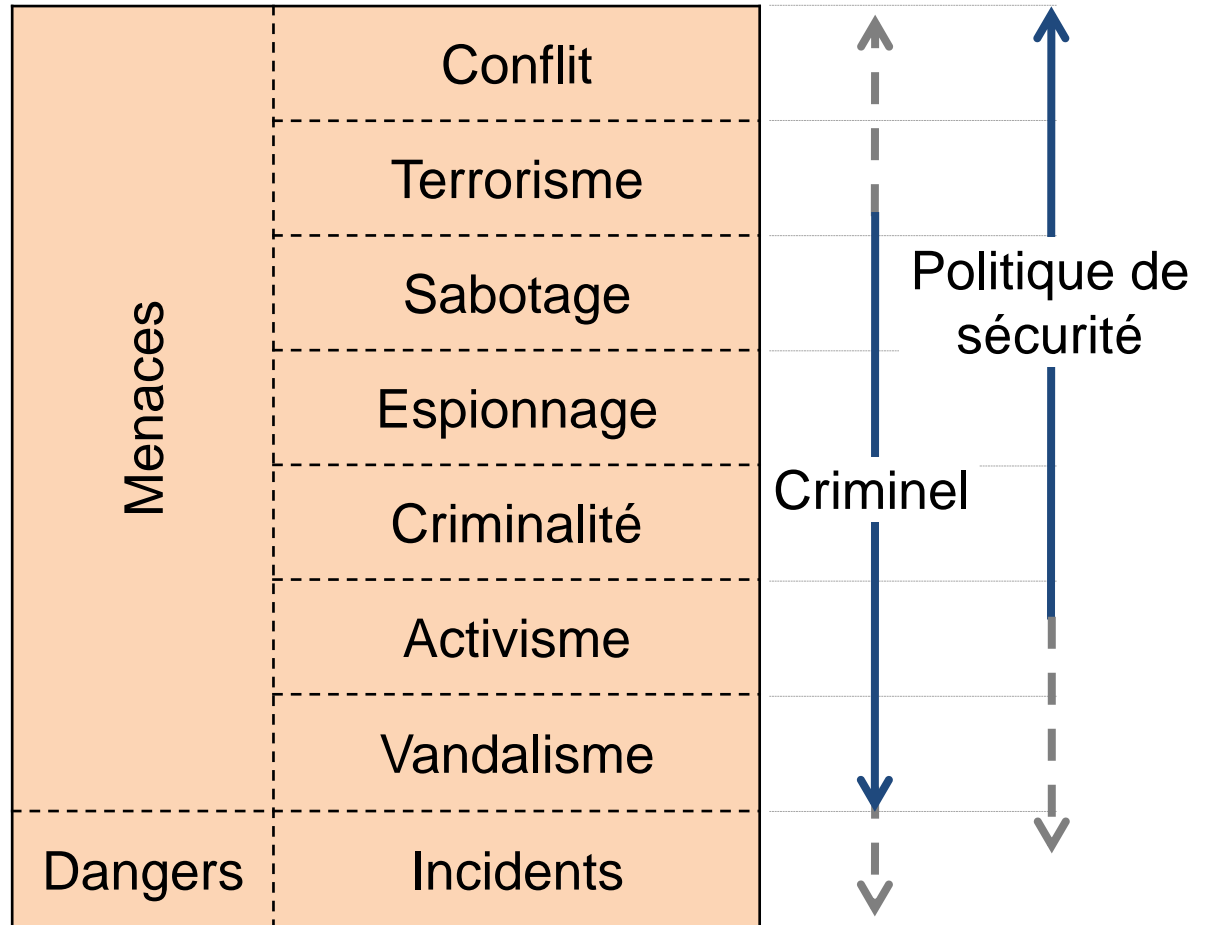 Menaces
Conflit
Terrorisme
Sabotage
Espionnage
Criminalité
Activisme
Vandalisme
Dangers
Incidents
Criminel
Politique de
sécurité